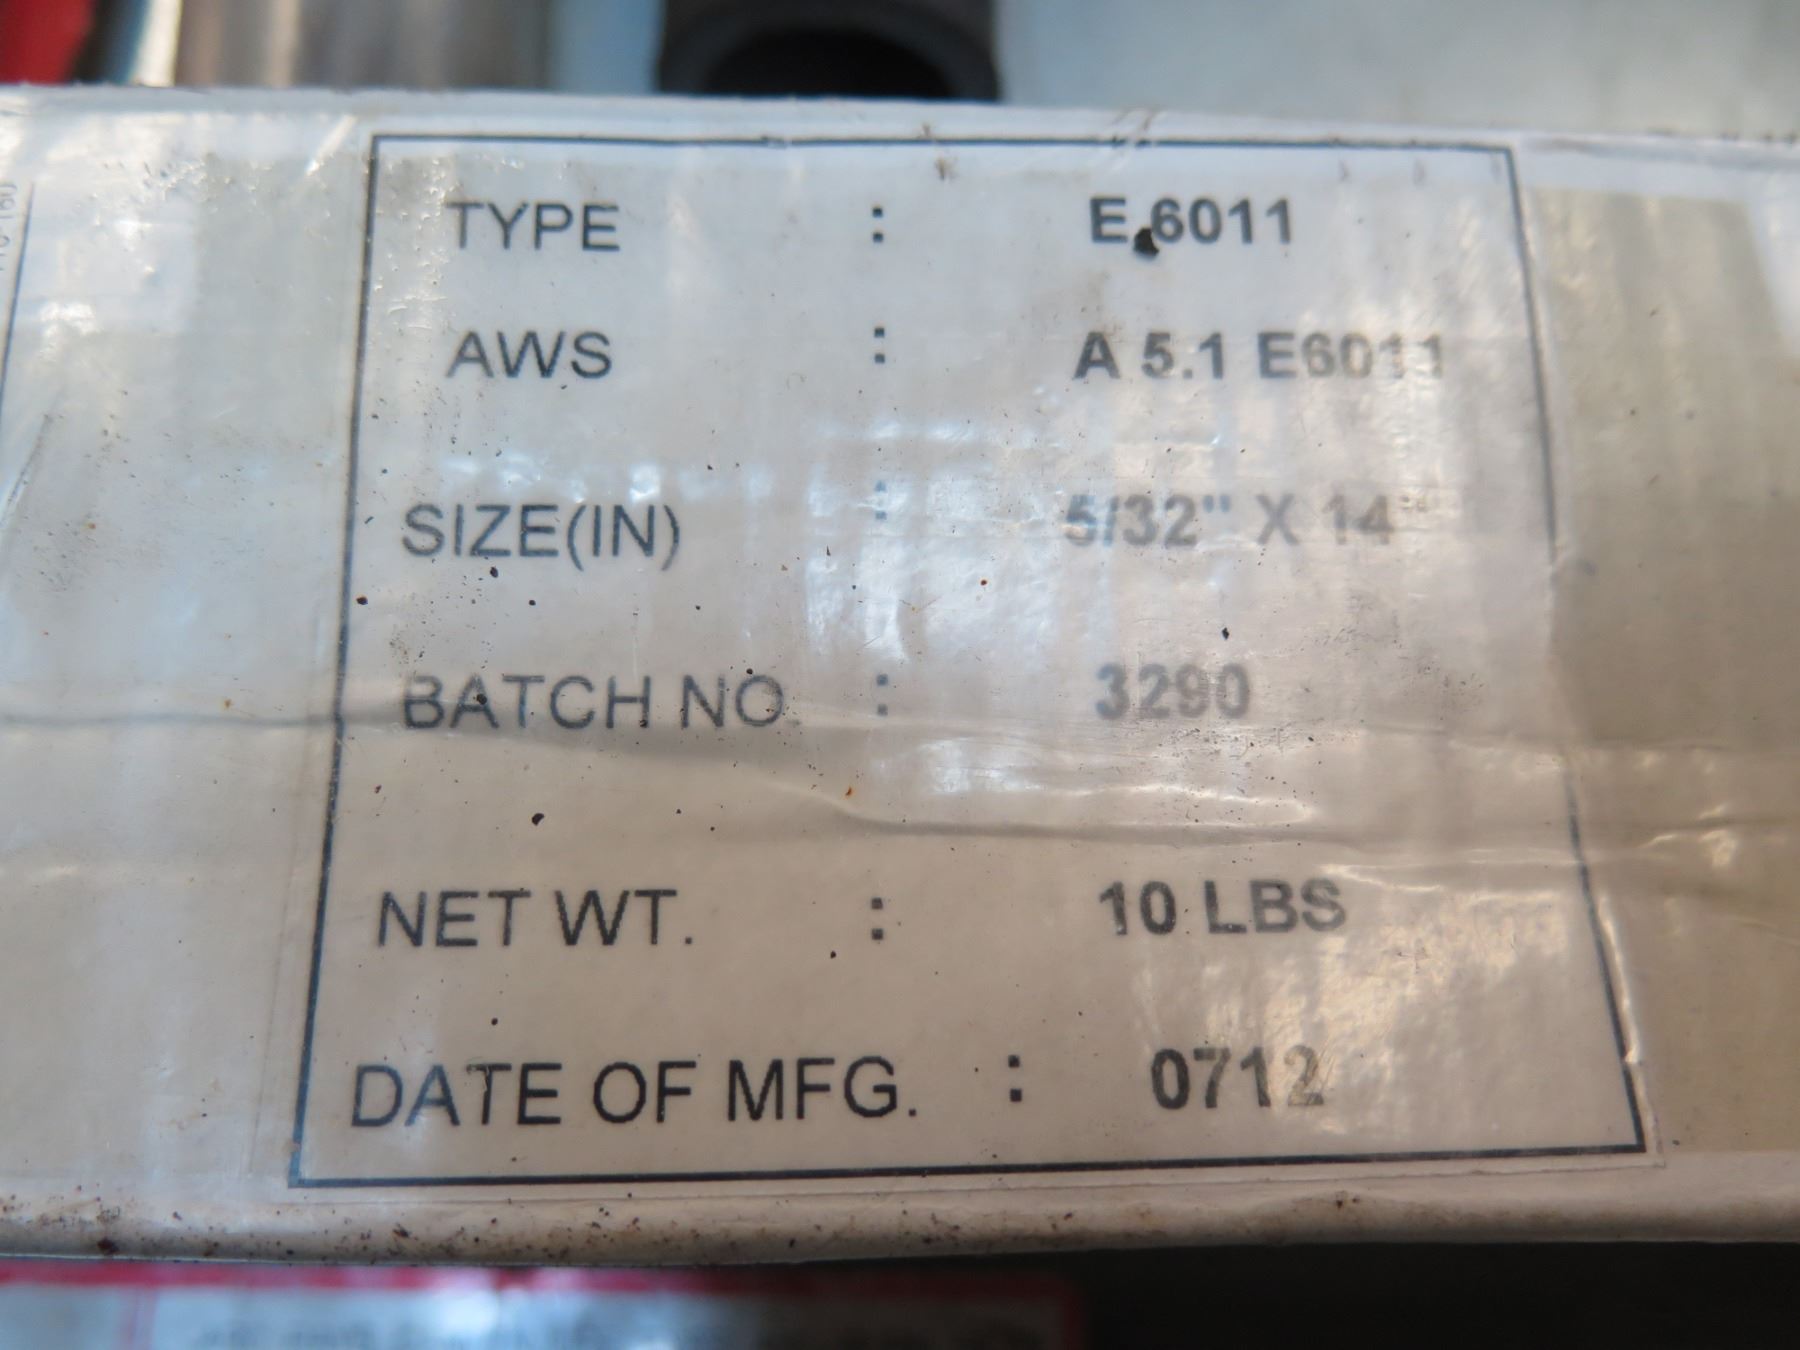 TYPE : E 6011
AWS : A 5.1 E6011
SIZE(IN) : 5/32" X 14"
BATCH NO. : 3290
NET WT. : 10 LBS
DATE OF MFG. : 0712